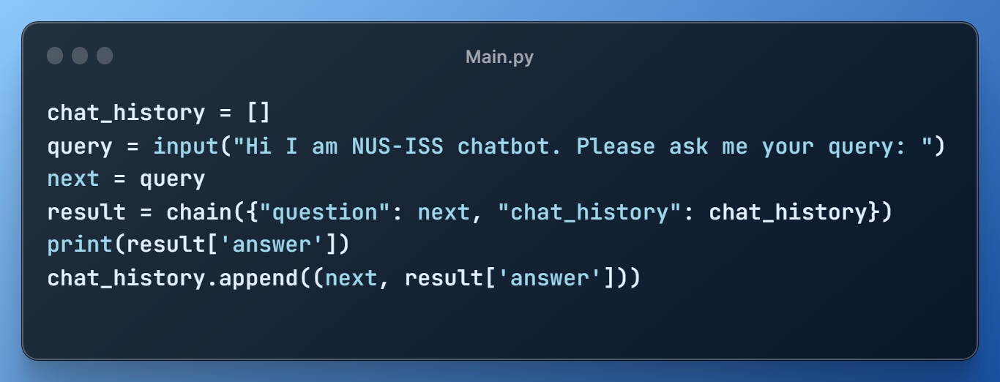 Main.py
chat_history = []
query = input("Hi I am NUS-ISS chatbot. Please ask me your query: ")
next = query
result = chain({"question": next, "chat_history": chat_history})
print(result['answer'])
chat_history.append((next, result['answer']))